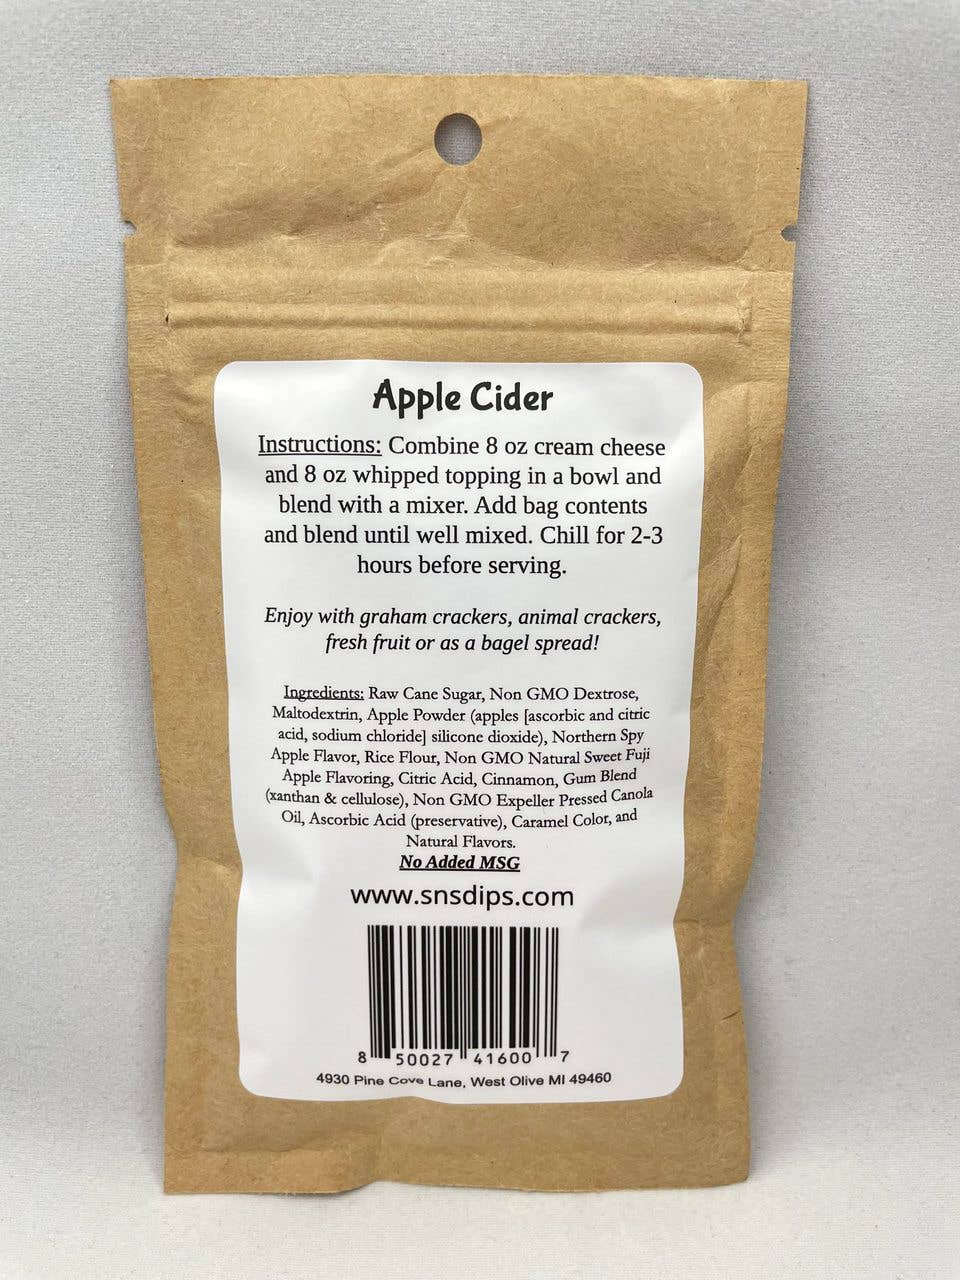 Apple Cider
Instructions: Combine 8 oz cream cheese
and 8 oz whipped topping in a bowl and
blend with a mixer. Add bag contents
and blend until well mixed. Chill for 2-3
hours before serving.
Enjoy with graham crackers, animal crackers,
fresh fruit or as a bagel spread!
Ingredients: Raw Cane Sugar, Non GMO Dextrose,
Maltodextrin, Apple Powder (apples [ascorbic and citric
acid, sodium chloride] silicone dioxide), Northern Spy
Apple Flavor, Rice Flour, Non GMO Natural Sweet Fuji
Apple Flavoring, Citric Acid, Cinnamon, Gum Blend
(xanthan & cellulose), Non GMO Expeller Pressed Canola
Oil, Ascorbic Acid (preservative), Caramel Color, and
Natural Flavors.
No Added MSG
www.snsdips.com
8 50027 41600 7
4930 Pine Cove Lane, West Olive MI 49460